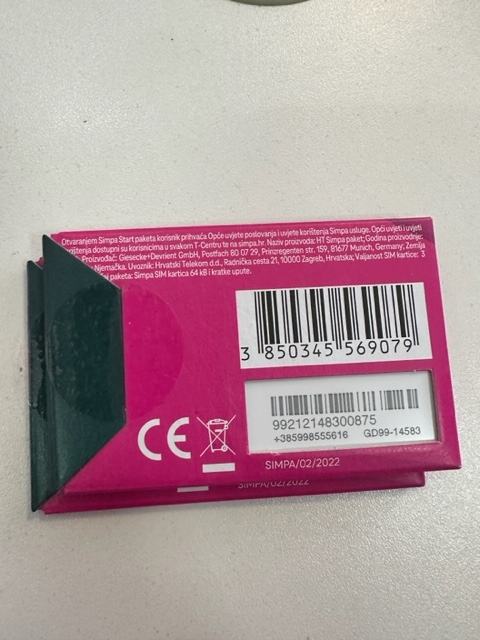 Otvaranjem Simpa Start paketa korisnik prihvaća Opće uvjete poslovanja i uvjete korištenja Simpa usluge. Opći uvjeti i uvjeti
korištenja dostupni su korisnicima u svakom T-Centru te na simpa.hr. Naziv proizvoda: HT Simpa paket; Godina proizvodnje:
Proizvođač: Giesecke+Devrient GmbH, Postfach 80 07 29, Prinzregenten str. 159, 81677 Munich, Germany; Zemlja
Njemačka. Uvoznik: Hrvatski Telekom d.d., Radnička cesta 21, 10000 Zagreb, Hrvatska; Valjanost SIM kartice: 3
paketa: Simpa SIM kartica 64 kB i kratke upute.
3 850345 569079
99212148300875
+385998555616 GD99-14583
CE
SIMPA/02/2022
SIMPA/02/2022